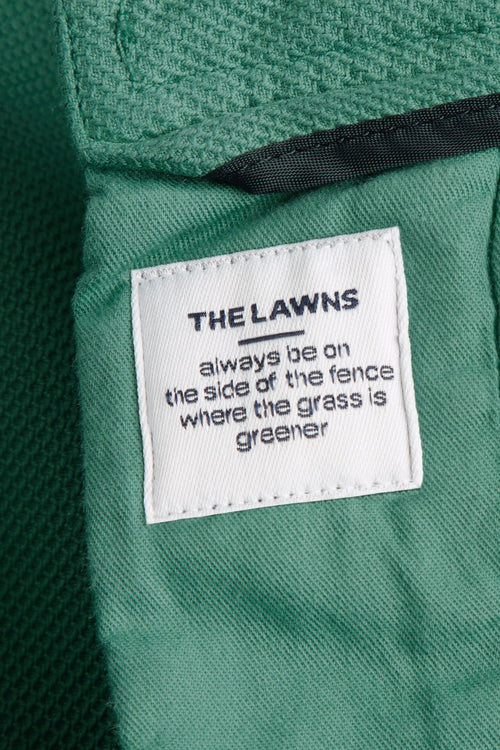 THE LAWNS
always be on
the side of the fence
where the grass is
greener